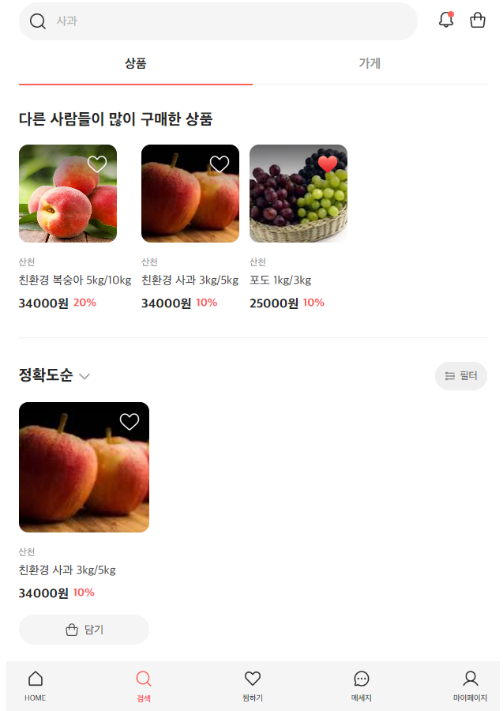 사과
상품 가게
다른 사람들이 많이 구매한 상품
산천 산천 산천
친환경 복숭아 5kg/10kg 친환경 사과 3kg/5kg 포도 1kg/3kg
34000원 20% 34000원 10% 25000원 10%
정확도순 필터
산천
친환경 사과 3kg/5kg
34000원 10%
담기
HOME 검색 찜하기 메세지 마이페이지